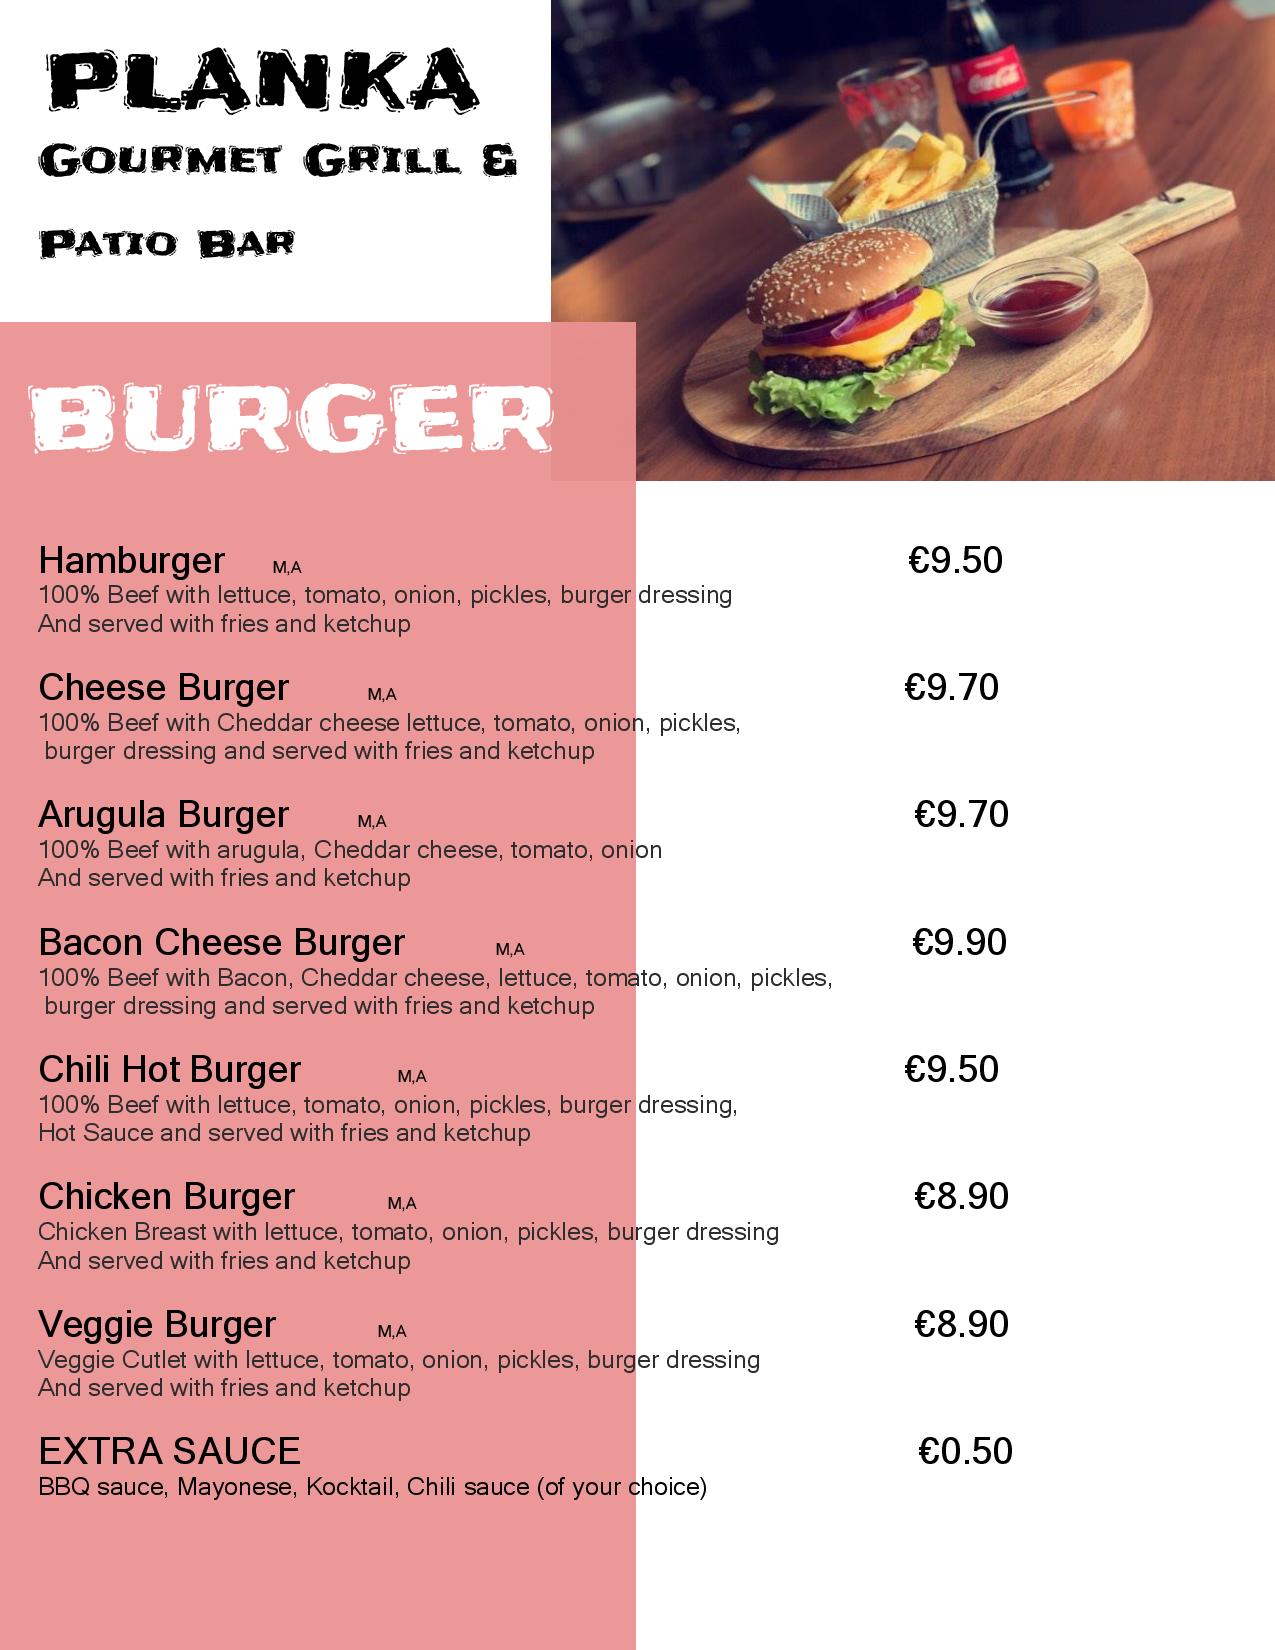 PLANKA
GOURMET GRILL &
PATIO BAR
Coca-Cola
BURGER
Hamburger M,A €9.50
100% Beef with lettuce, tomato, onion, pickles, burger dressing
And served with fries and ketchup
Cheese Burger M,A €9.70
100% Beef with Cheddar cheese lettuce, tomato, onion, pickles,
burger dressing and served with fries and ketchup
Arugula Burger M,A €9.70
100% Beef with arugula, Cheddar cheese, tomato, onion
And served with fries and ketchup
Bacon Cheese Burger M,A €9.90
100% Beef with Bacon, Cheddar cheese, lettuce, tomato, onion, pickles,
burger dressing and served with fries and ketchup
Chili Hot Burger M,A €9.50
100% Beef with lettuce, tomato, onion, pickles, burger dressing,
Hot Sauce and served with fries and ketchup
Chicken Burger M,A €8.90
Chicken Breast with lettuce, tomato, onion, pickles, burger dressing
And served with fries and ketchup
Veggie Burger M,A €8.90
Veggie Cutlet with lettuce, tomato, onion, pickles, burger dressing
And served with fries and ketchup
EXTRA SAUCE €0.50
BBQ sauce, Mayonese, Kocktail, Chili sauce (of your choice)